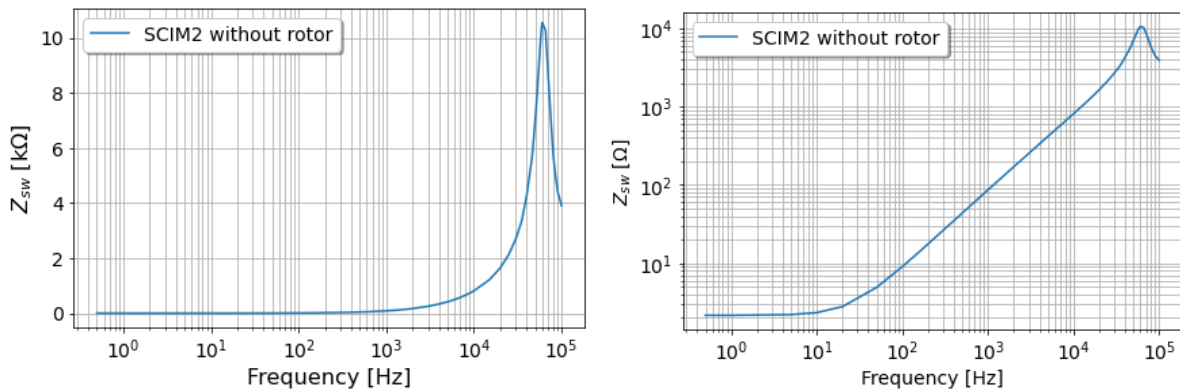 SCIM2 without rotor
10
8
6
4
2
0
Z_sw [kΩ]
10^0 10^1 10^2 10^3 10^4 10^5
Frequency [Hz]
SCIM2 without rotor
10^4
10^3
10^2
10^1
Z_sw [Ω]
10^0 10^1 10^2 10^3 10^4 10^5
Frequency [Hz]